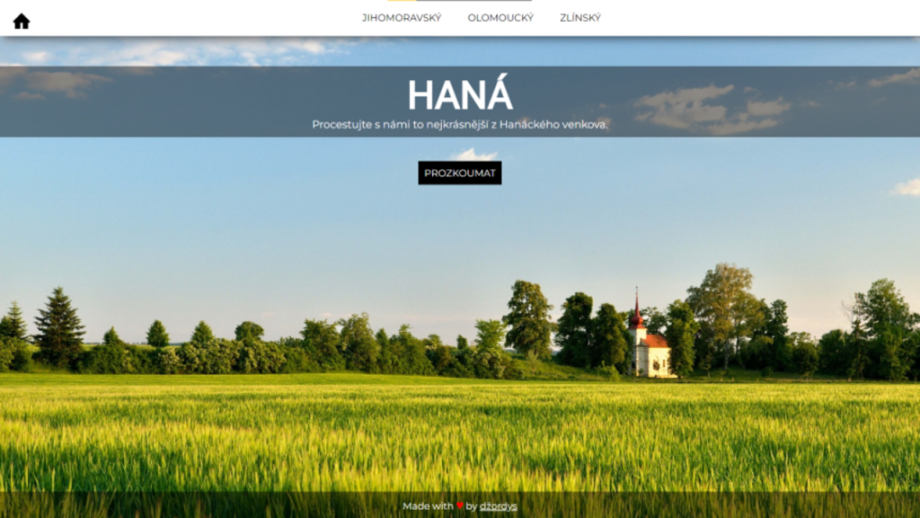 JIHOMORAVSKÝ OLOMOUCKÝ ZLÍNSKÝ
HANÁ
Procestujte s námi to nejkrásnější z Hanáckého venkova.
PROZKOUMAT
Made with ♥ by džordys